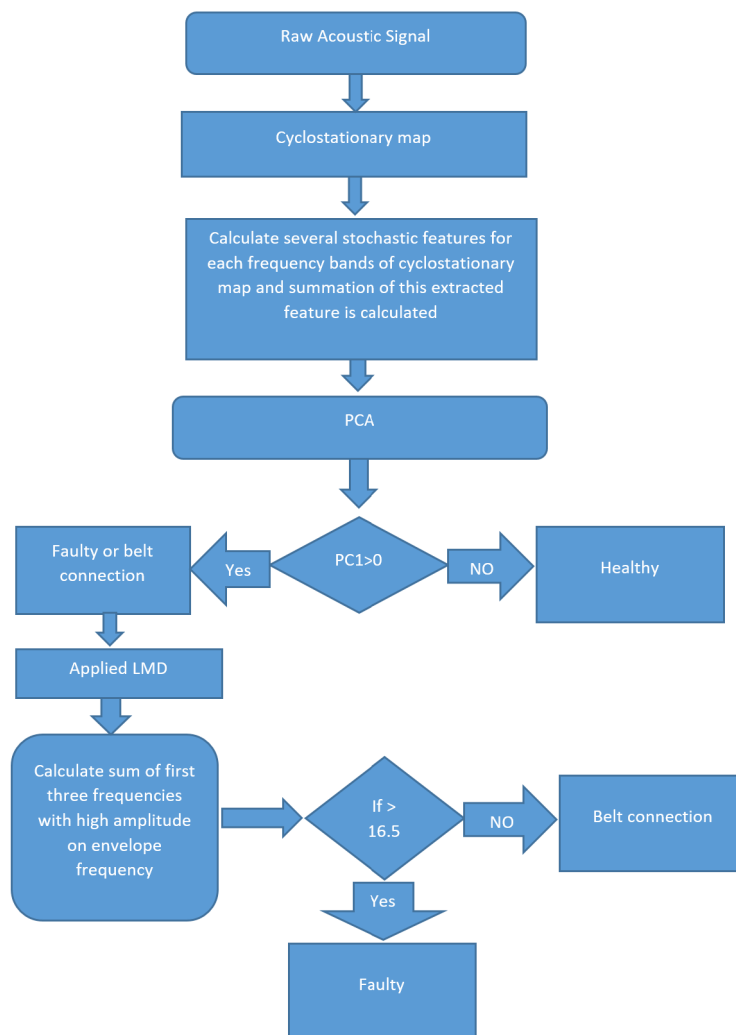 Raw Acoustic Signal
Cyclostationary map
Calculate several stochastic features for
each frequency bands of cyclostationary
map and summation of this extracted
feature is calculated
PCA
Faulty or belt
connection
Yes
PC1>0
NO
Healthy
Applied LMD
Calculate sum of first
three frequencies
with high amplitude
on envelope
frequency
If >
16.5
NO
Belt connection
Yes
Faulty